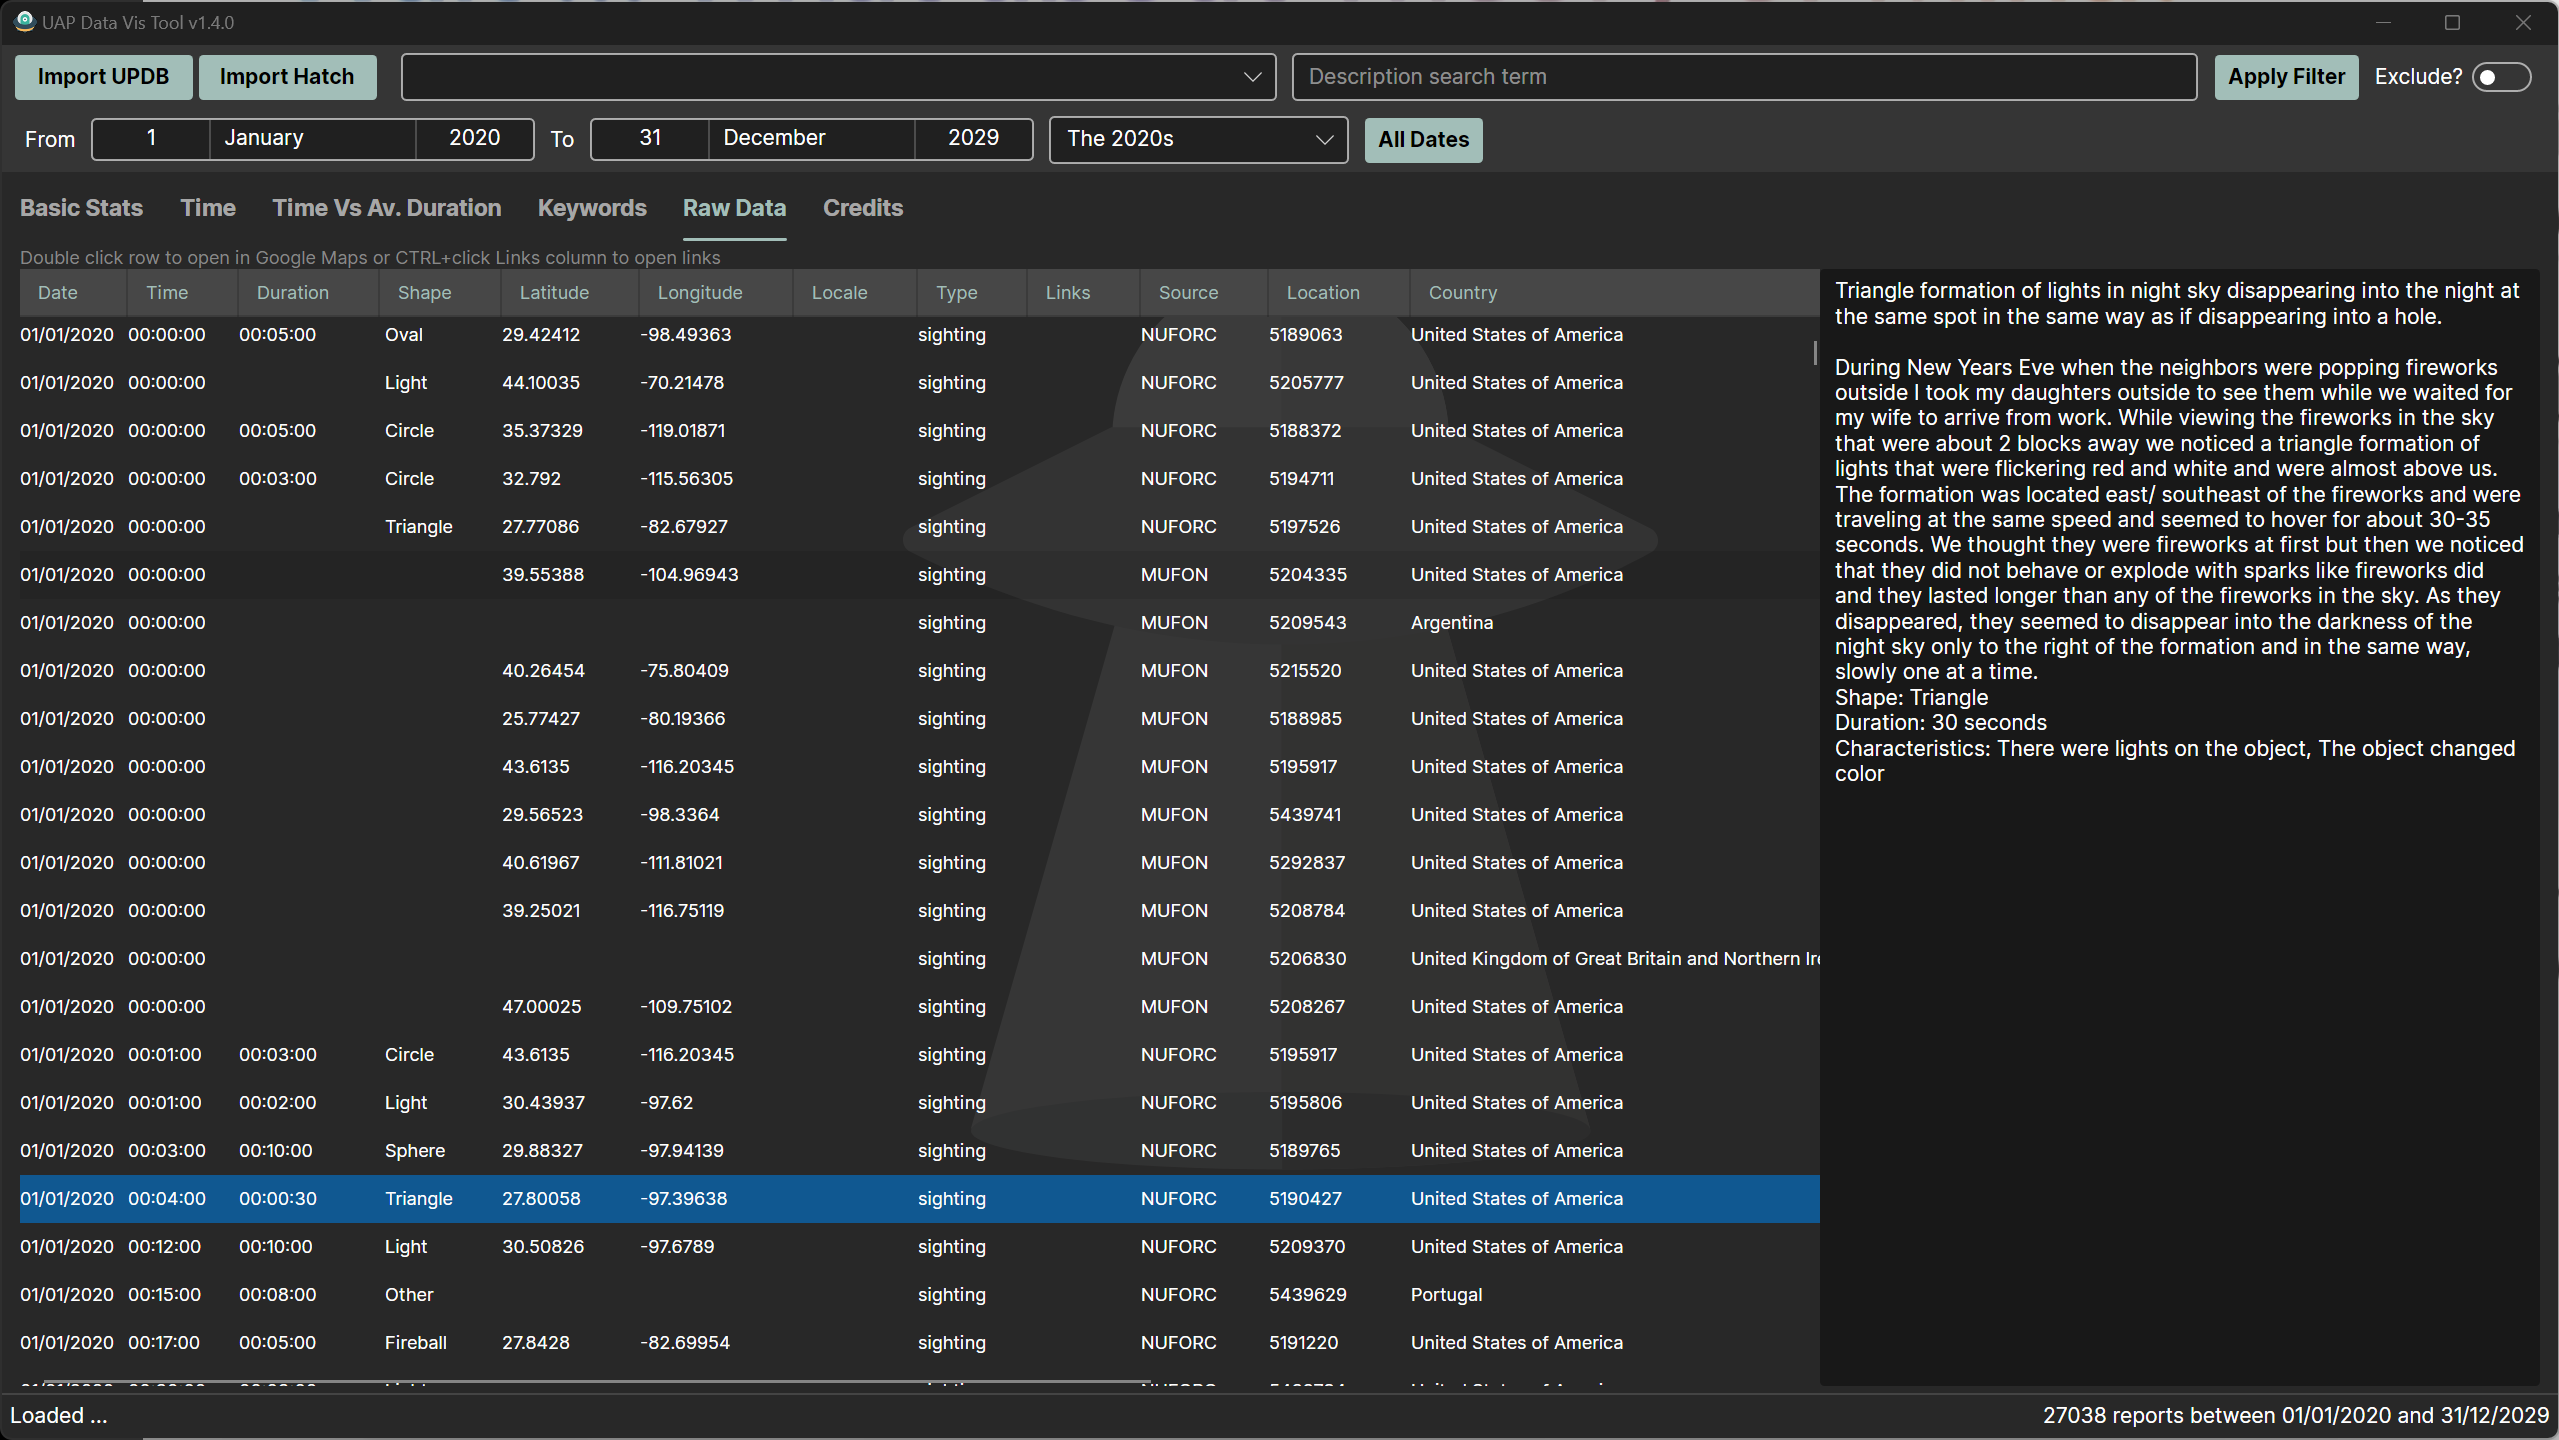 UAP Data Vis Tool v1.4.0
Import UPDB Import Hatch Description search term Apply Filter Exclude?
From 1 January 2020 To 31 December 2029 The 2020s All Dates
Basic Stats Time Time Vs Av. Duration Keywords Raw Data Credits
Double click row to open in Google Maps or CTRL+click Links column to open links
Date Time Duration Shape Latitude Longitude Locale Type Links Source Location Country
01/01/2020 00:00:00 00:05:00 Oval 29.42412 -98.49363 sighting NUFORC 5189063 United States of America
01/01/2020 00:00:00 Light 44.10035 -70.21478 sighting NUFORC 5205777 United States of America
01/01/2020 00:00:00 00:05:00 Circle 35.37329 -119.01871 sighting NUFORC 5188372 United States of America
01/01/2020 00:00:00 00:03:00 Circle 32.792 -115.56305 sighting NUFORC 5194711 United States of America
01/01/2020 00:00:00 Triangle 27.77086 -82.67927 sighting NUFORC 5197526 United States of America
01/01/2020 00:00:00 39.55388 -104.96943 sighting MUFON 5204335 United States of America
01/01/2020 00:00:00 sighting MUFON 5209543 Argentina
01/01/2020 00:00:00 40.26454 -75.80409 sighting MUFON 5215520 United States of America
01/01/2020 00:00:00 25.77427 -80.19366 sighting MUFON 5188985 United States of America
01/01/2020 00:00:00 43.6135 -116.20345 sighting MUFON 5195917 United States of America
01/01/2020 00:00:00 29.56523 -98.3364 sighting MUFON 5439741 United States of America
01/01/2020 00:00:00 40.61967 -111.81021 sighting MUFON 5292837 United States of America
01/01/2020 00:00:00 39.25021 -116.75119 sighting MUFON 5208784 United States of America
01/01/2020 00:00:00 sighting MUFON 5206830 United Kingdom of Great Britain and Northern Ire
01/01/2020 00:00:00 47.00025 -109.75102 sighting MUFON 5208267 United States of America
01/01/2020 00:01:00 00:03:00 Circle 43.6135 -116.20345 sighting NUFORC 5195917 United States of America
01/01/2020 00:01:00 00:02:00 Light 30.43937 -97.62 sighting NUFORC 5195806 United States of America
01/01/2020 00:03:00 00:10:00 Sphere 29.88327 -97.94139 sighting NUFORC 5189765 United States of America
01/01/2020 00:04:00 00:00:30 Triangle 27.80058 -97.39638 sighting NUFORC 5190427 United States of America
01/01/2020 00:12:00 00:10:00 Light 30.50826 -97.6789 sighting NUFORC 5209370 United States of America
01/01/2020 00:15:00 00:08:00 Other sighting NUFORC 5439629 Portugal
01/01/2020 00:17:00 00:05:00 Fireball 27.8428 -82.69954 sighting NUFORC 5191220 United States of America
Triangle formation of lights in night sky disappearing into the night at
the same spot in the same way as if disappearing into a hole.
During New Years Eve when the neighbors were popping fireworks
outside I took my daughters outside to see them while we waited for
my wife to arrive from work. While viewing the fireworks in the sky
that were about 2 blocks away we noticed a triangle formation of
lights that were flickering red and white and were almost above us.
The formation was located east/ southeast of the fireworks and were
traveling at the same speed and seemed to hover for about 30-35
seconds. We thought they were fireworks at first but then we noticed
that they did not behave or explode with sparks like fireworks did
and they lasted longer than any of the fireworks in the sky. As they
disappeared, they seemed to disappear into the darkness of the
night sky only to the right of the formation and in the same way,
slowly one at a time.
Shape: Triangle
Duration: 30 seconds
Characteristics: There were lights on the object, The object changed
color
Loaded ...
27038 reports between 01/01/2020 and 31/12/2029